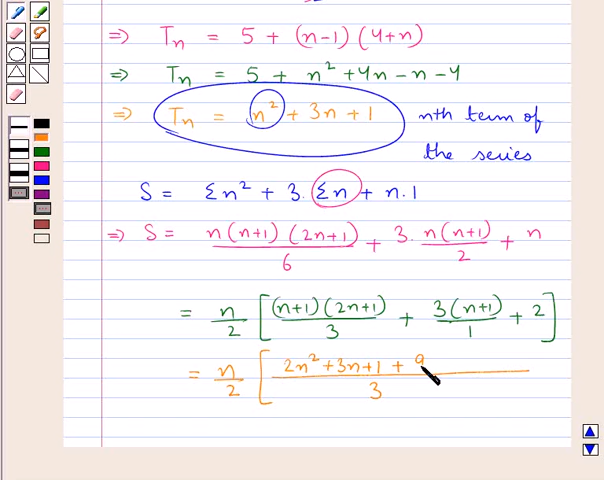 ⇒ Tn = 5 + (n-1) (4+n)
⇒ Tn = 5 + n² + 4n - n - 4
⇒ Tn = n² + 3n + 1 nth term of
the series
S = Σn² + 3. Σn + n.1
⇒ S = n(n+1)(2n+1)/6 + 3. n(n+1)/2 + n
= n/2 [(n+1)(2n+1)/3 + 3(n+1)/1 + 2]
= n/2 [2n² + 3n + 1 + 9/3